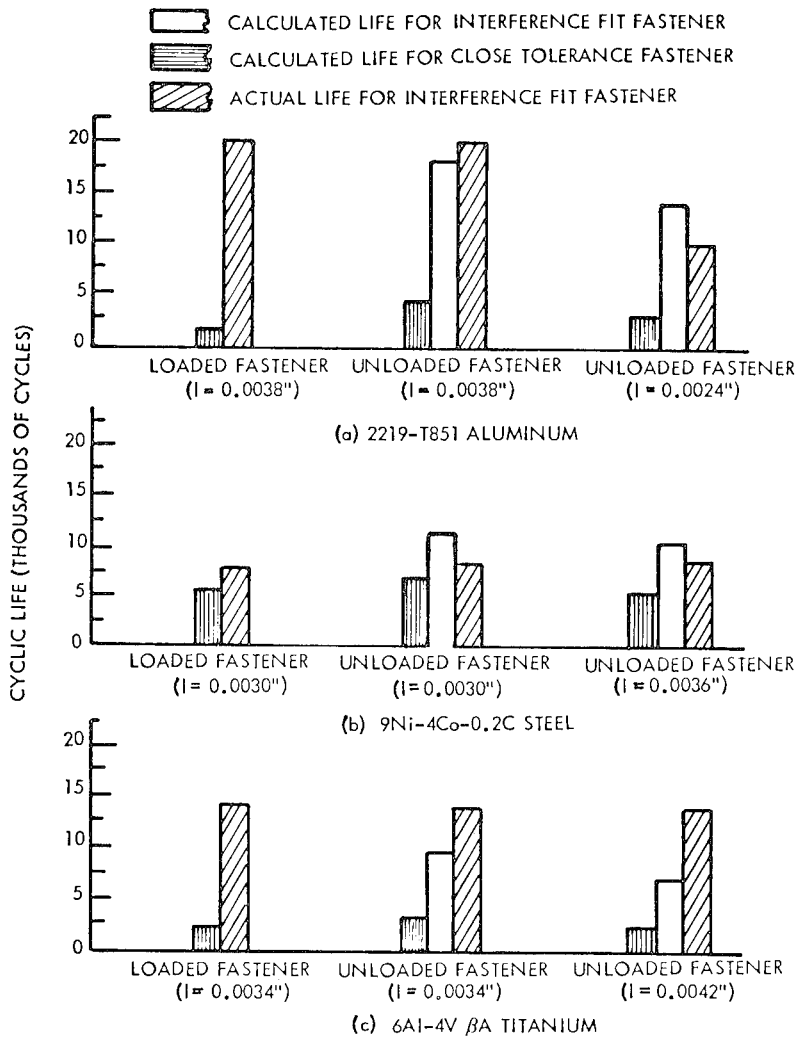 CALCULATED LIFE FOR INTERFERENCE FIT FASTENER
CALCULATED LIFE FOR CLOSE TOLERANCE FASTENER
ACTUAL LIFE FOR INTERFERENCE FIT FASTENER
CYCLIC LIFE (THOUSANDS OF CYCLES)
20
15
10
5
0
LOADED FASTENER
(I = 0.0038")
UNLOADED FASTENER
(I = 0.0038")
UNLOADED FASTENER
(I = 0.0024")
(a) 2219-T851 ALUMINUM
20
15
10
5
0
LOADED FASTENER
(I = 0.0030")
UNLOADED FASTENER
(I = 0.0030")
UNLOADED FASTENER
(I = 0.0036")
(b) 9Ni-4Co-0.2C STEEL
20
15
10
5
0
LOADED FASTENER
(I = 0.0034")
UNLOADED FASTENER
(I = 0.0034")
UNLOADED FASTENER
(I = 0.0042")
(c) 6Al-4V βA TITANIUM